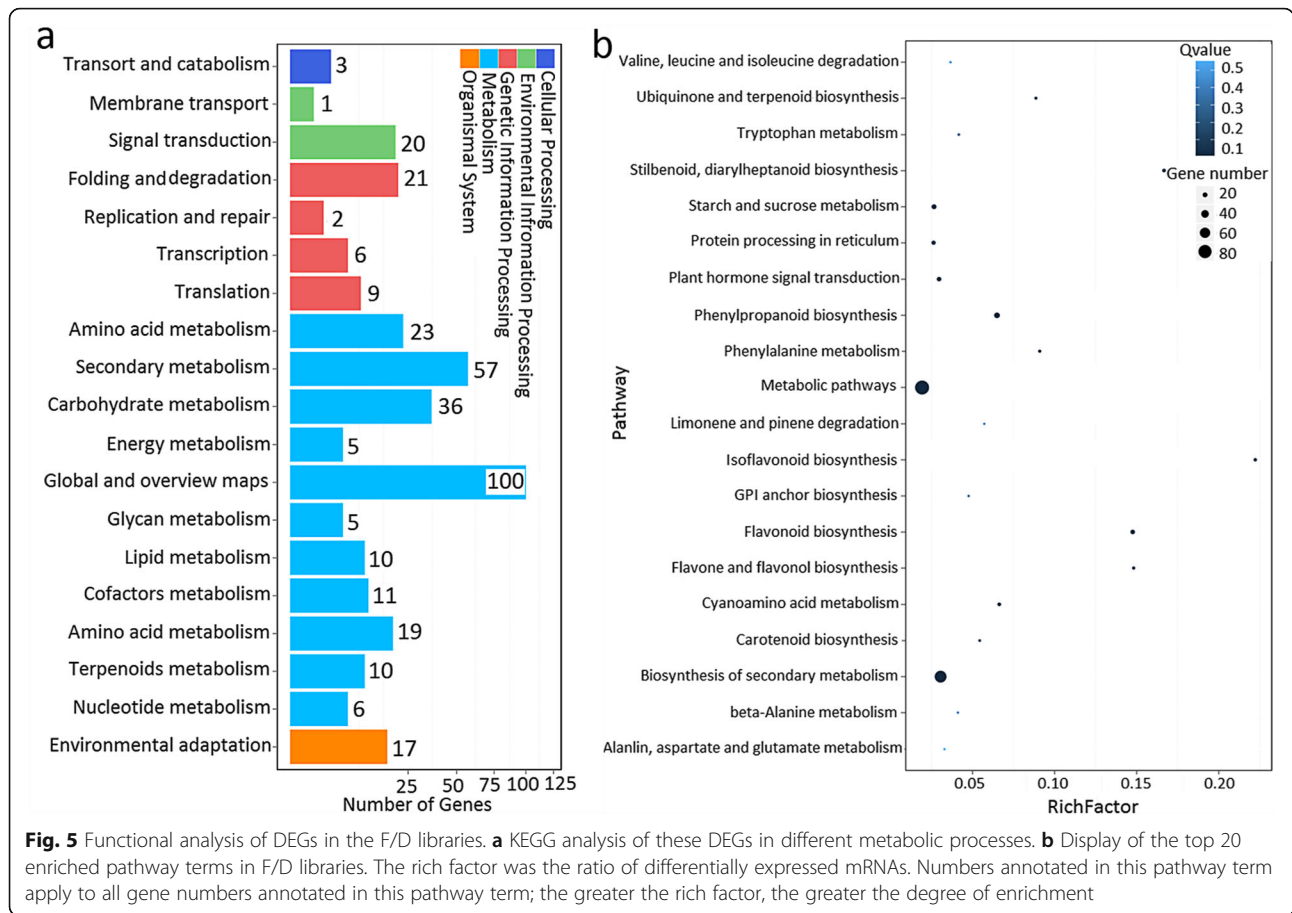 a
Transort and catabolism
3
Membrane transport
1
Signal transduction
20
Folding and degradation
21
Replication and repair
2
Transcription
6
Translation
9
Amino acid metabolism
23
Secondary metabolism
57
Carbohydrate metabolism
36
Energy metabolism
5
Global and overview maps
100
Glycan metabolism
5
Lipid metabolism
10
Cofactors metabolism
11
Amino acid metabolism
19
Terpenoids metabolism
10
Nucleotide metabolism
6
Environmental adaptation
17
25 50 75 100 125
Number of Genes
Organismal System
Metabolism
Genetic Information Processing
Environmental Infromation Processing
Cellular Processing
b
Pathway
Valine, leucine and isoleucine degradation
Ubiquinone and terpenoid biosynthesis
Tryptophan metabolism
Stilbenoid, diarylheptanoid biosynthesis
Starch and sucrose metabolism
Protein processing in reticulum
Plant hormone signal transduction
Phenylpropanoid biosynthesis
Phenylalanine metabolism
Metabolic pathways
Limonene and pinene degradation
Isoflavonoid biosynthesis
GPI anchor biosynthesis
Flavonoid biosynthesis
Flavone and flavonol biosynthesis
Cyanoamino acid metabolism
Carotenoid biosynthesis
Biosynthesis of secondary metabolism
beta-Alanine metabolism
Alanlin, aspartate and glutamate metabolism
0.05 0.10 0.15 0.20
RichFactor
Qvalue
0.5
0.4
0.3
0.2
0.1
Gene number
20
40
60
80
Fig. 5 Functional analysis of DEGs in the F/D libraries. a KEGG analysis of these DEGs in different metabolic processes. b Display of the top 20
enriched pathway terms in F/D libraries. The rich factor was the ratio of differentially expressed mRNAs. Numbers annotated in this pathway term
apply to all gene numbers annotated in this pathway term; the greater the rich factor, the greater the degree of enrichment